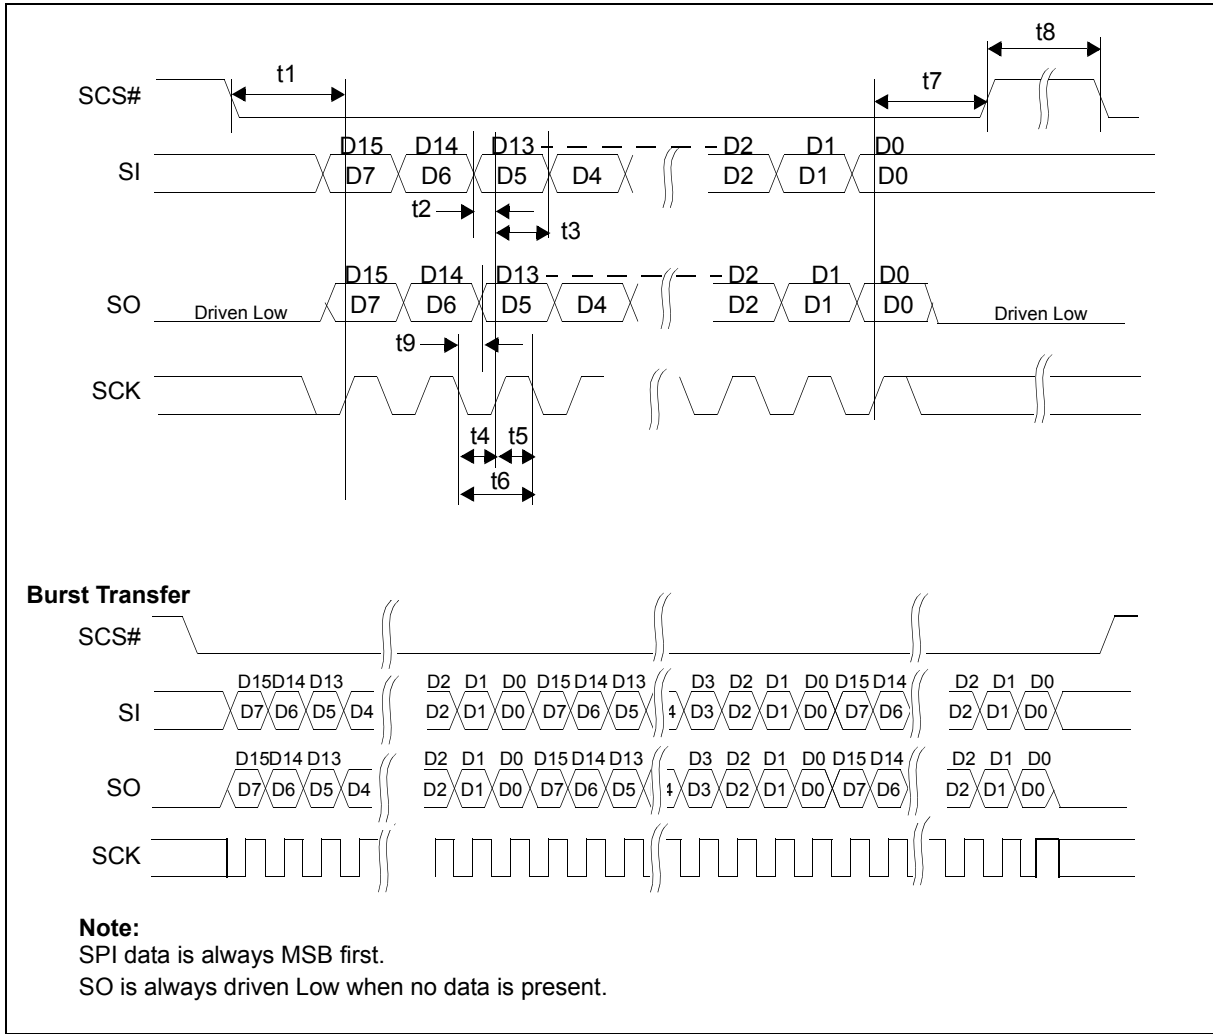 t8
t1
t7
SCS#
D15 D14 D13 D2 D1 D0
SI
D7 D6 D5 D4 D2 D1 D0
t2
t3
D15 D14 D13 D2 D1 D0
SO
Driven Low D7 D6 D5 D4 D2 D1 D0 Driven Low
t9
SCK
t4 t5
t6
Burst Transfer
SCS#
D15 D14 D13 D2 D1 D0 D15 D14 D13 D3 D2 D1 D0 D15 D14 D2 D1 D0
SI
D7 D6 D5 D4 D2 D1 D0 D7 D6 D5 4 D3 D2 D1 D0 D7 D6 D2 D1 D0
D15 D14 D13 D2 D1 D0 D15 D14 D13 D3 D2 D1 D0 D15 D14 D2 D1 D0
SO
D7 D6 D5 D4 D2 D1 D0 D7 D6 D5 4 D3 D2 D1 D0 D7 D6 D2 D1 D0
SCK
Note:
SPI data is always MSB first.
SO is always driven Low when no data is present.